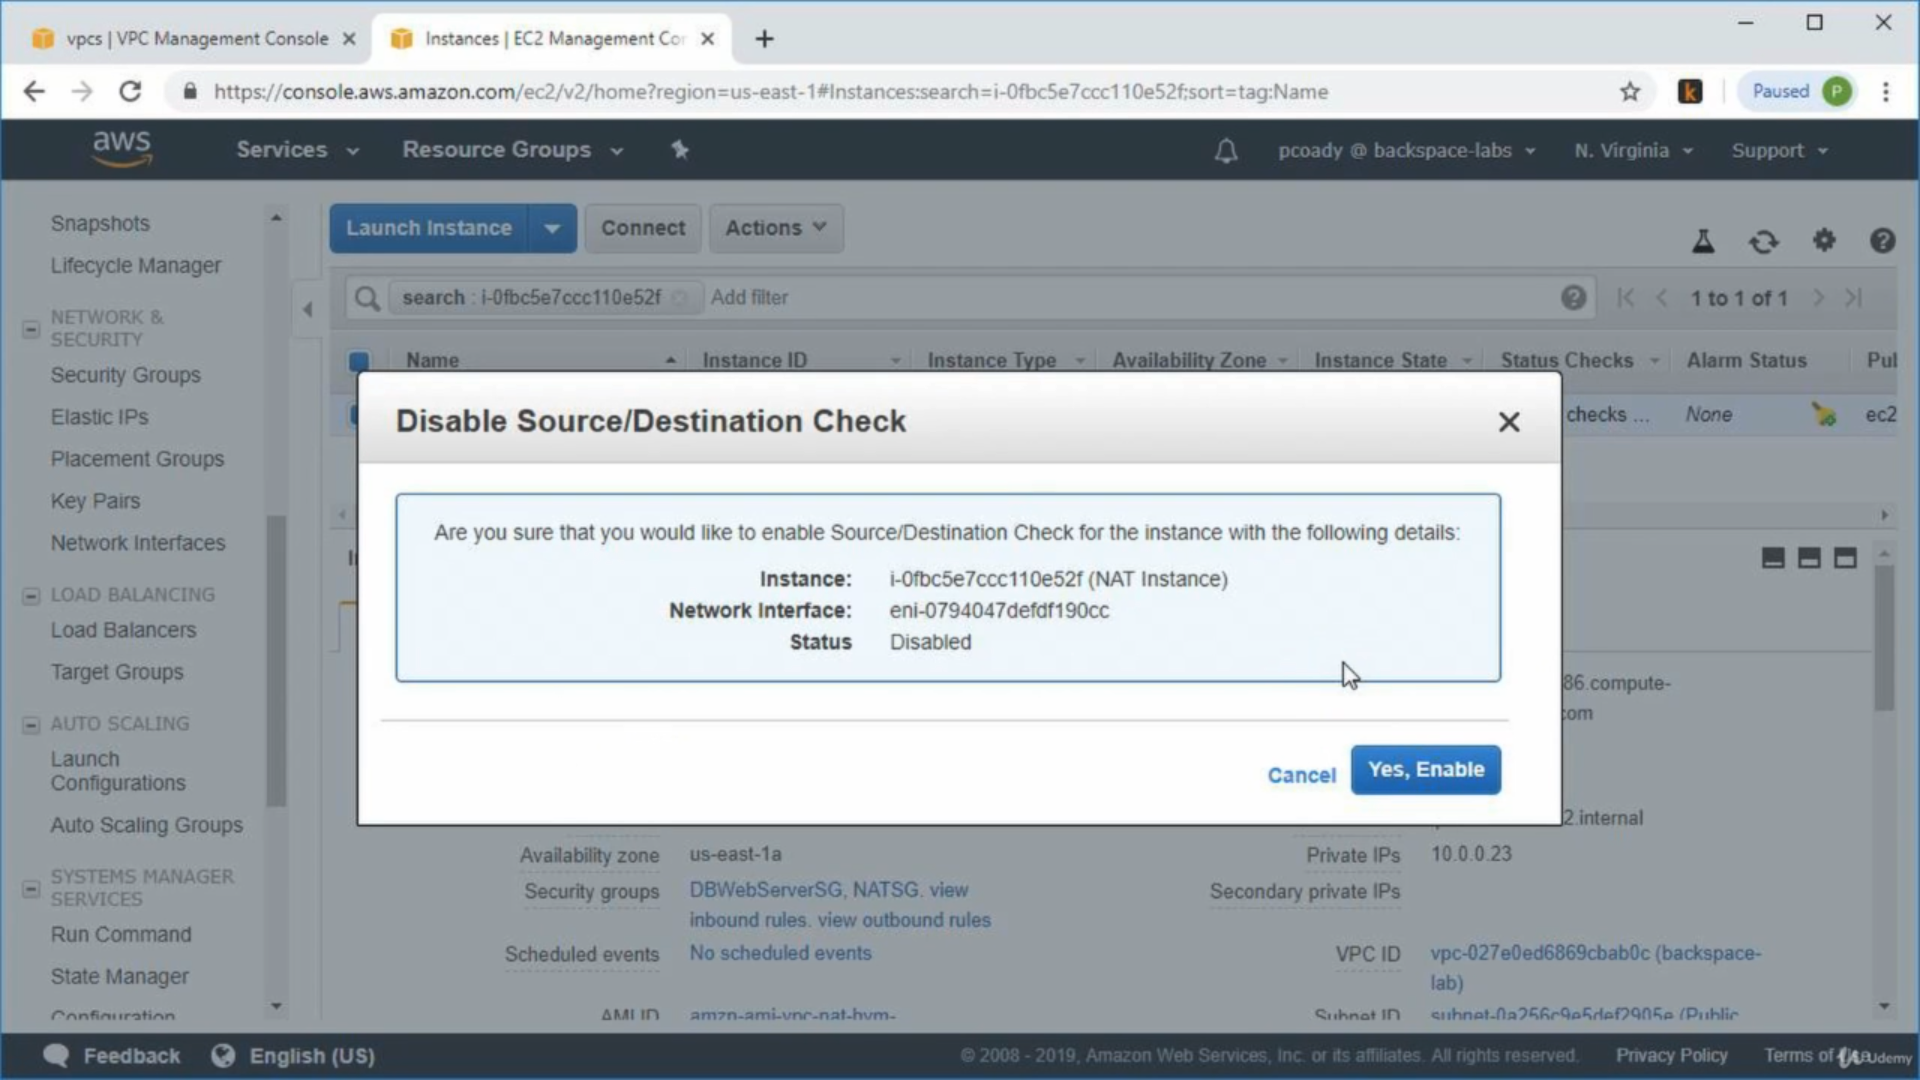 vpcs | VPC Management Console
Instances | EC2 Management Co
https://console.aws.amazon.com/ec2/v2/home?region=us-east-1#Instances:search=i-0fbc5e7ccc110e52f;sort=tag:Name
k
Paused P
aws
Services
Resource Groups
pcoady @ backspace-labs
N. Virginia
Support
Snapshots
Lifecycle Manager
NETWORK &
SECURITY
Security Groups
Elastic IPs
Placement Groups
Key Pairs
Network Interfaces
LOAD BALANCING
Load Balancers
Target Groups
AUTO SCALING
Launch
Configurations
Auto Scaling Groups
SYSTEMS MANAGER
SERVICES
Run Command
State Manager
Configuration
Launch Instance
Connect
Actions
search : i-0fbc5e7ccc110e52f
Add filter
1 to 1 of 1
Name
Instance ID
Instance Type
Availability Zone
Instance State
Status Checks
Alarm Status
Pul
checks ...
None
ec2
Disable Source/Destination Check
Are you sure that you would like to enable Source/Destination Check for the instance with the following details:
Instance: i-0fbc5e7ccc110e52f (NAT Instance)
Network Interface: eni-0794047defdf190cc
Status Disabled
Cancel
Yes, Enable
86.compute-
com
2.internal
Availability zone us-east-1a
Private IPs 10.0.0.23
Security groups DBWebServerSG, NATSG. view
inbound rules. view outbound rules
Secondary private IPs
Scheduled events No scheduled events
VPC ID vpc-027e0ed6869cbab0c (backspace-
lab)
AMI ID amzn-ami-vpc-nat-hvm-
Subnet ID subnet-0a256c9e5def2905e (Public
Feedback
English (US)
© 2008 - 2019, Amazon Web Services, Inc. or its affiliates. All rights reserved.
Privacy Policy
Terms of Use
Udemy